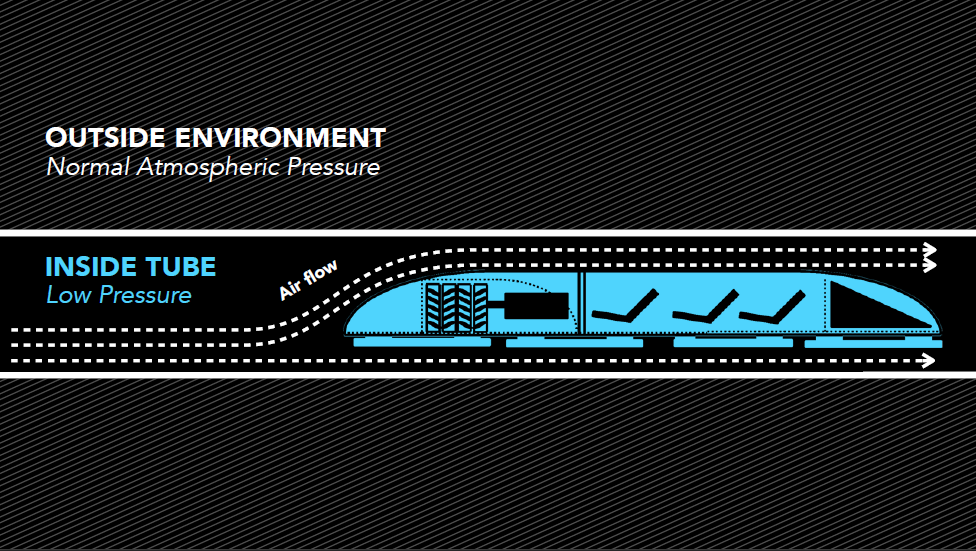 OUTSIDE ENVIRONMENT
Normal Atmospheric Pressure
INSIDE TUBE
Low Pressure
Air flow